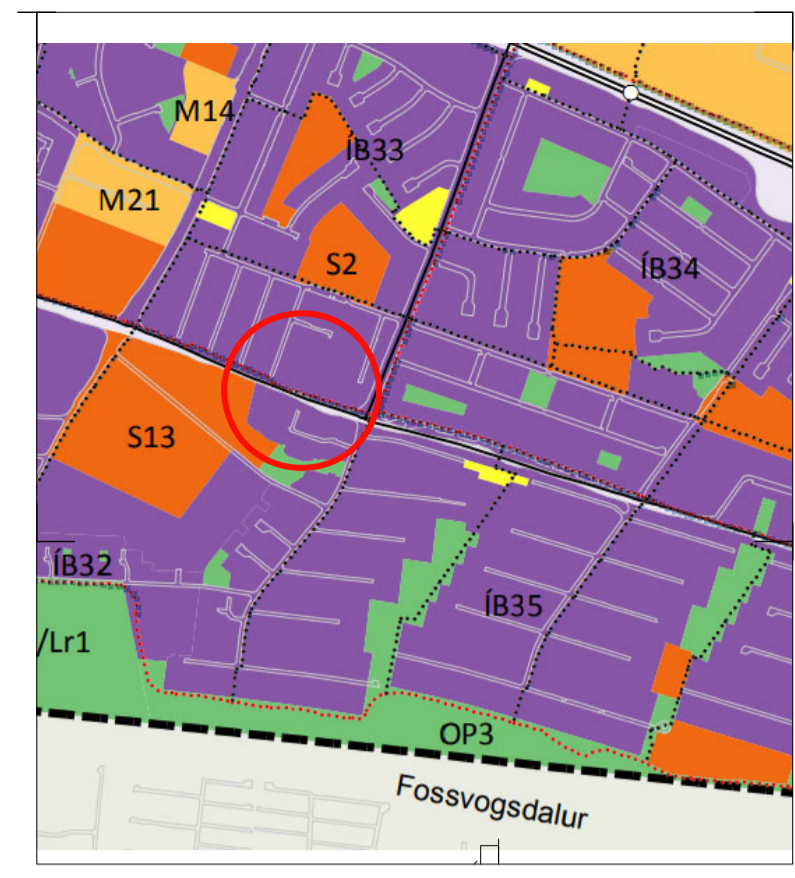 M14
ÍB33
M21
S2
ÍB34
S13
ÍB32
ÍB35
/Lr1
OP3
Fossvogsdalur